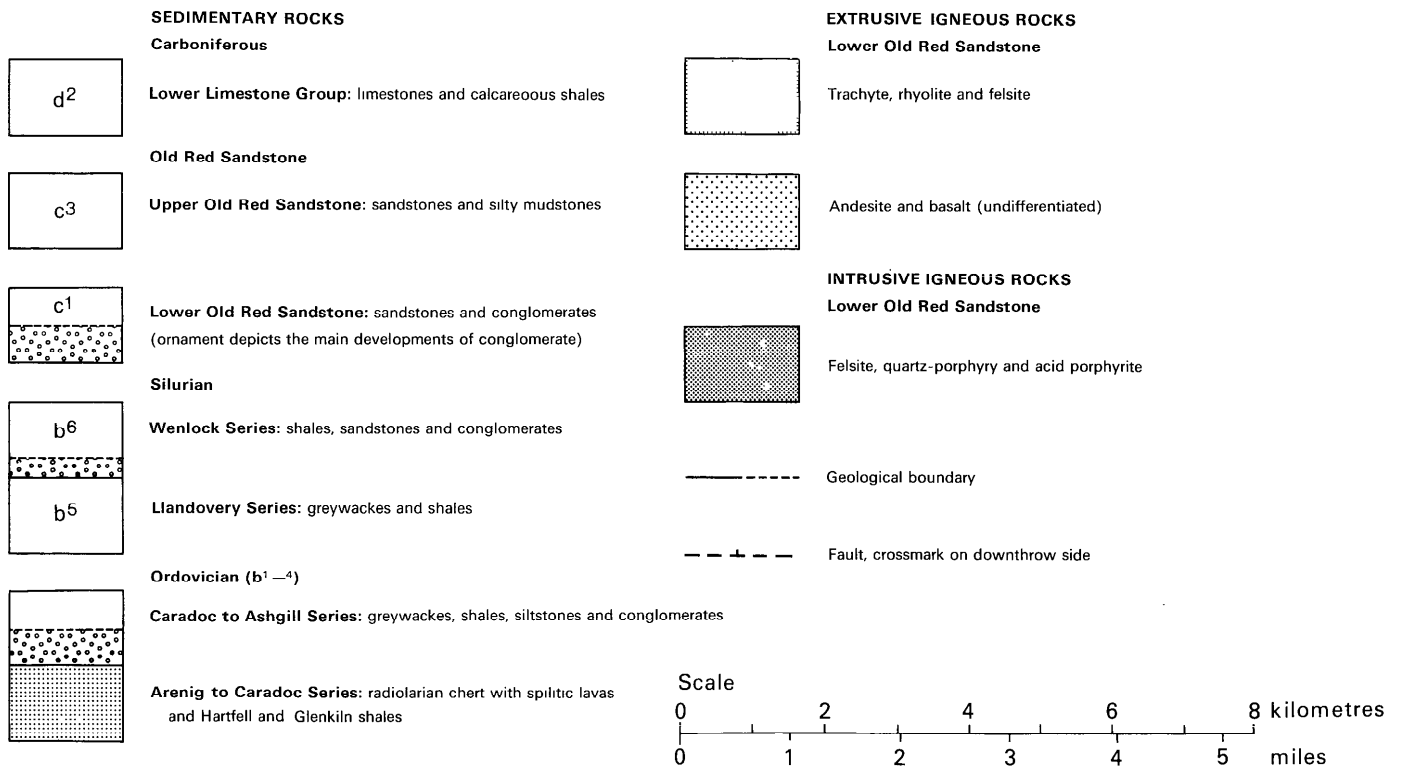 SEDIMENTARY ROCKS
Carboniferous
d2
Lower Limestone Group: limestones and calcareoous shales
Old Red Sandstone
c3
Upper Old Red Sandstone: sandstones and silty mudstones
c1
Lower Old Red Sandstone: sandstones and conglomerates
(ornament depicts the main developments of conglomerate)
Silurian
b6
Wenlock Series: shales, sandstones and conglomerates
b5
Llandovery Series: greywackes and shales
Ordovician (b1—4)
Caradoc to Ashgill Series: greywackes, shales, siltstones and conglomerates
Arenig to Caradoc Series: radiolarian chert with spilitic lavas
and Hartfell and Glenkiln shales
EXTRUSIVE IGNEOUS ROCKS
Lower Old Red Sandstone
Trachyte, rhyolite and felsite
Andesite and basalt (undifferentiated)
INTRUSIVE IGNEOUS ROCKS
Lower Old Red Sandstone
Felsite, quartz-porphyry and acid porphyrite
Geological boundary
Fault, crossmark on downthrow side
Scale
0 2 4 6 8 kilometres
0 1 2 3 4 5 miles